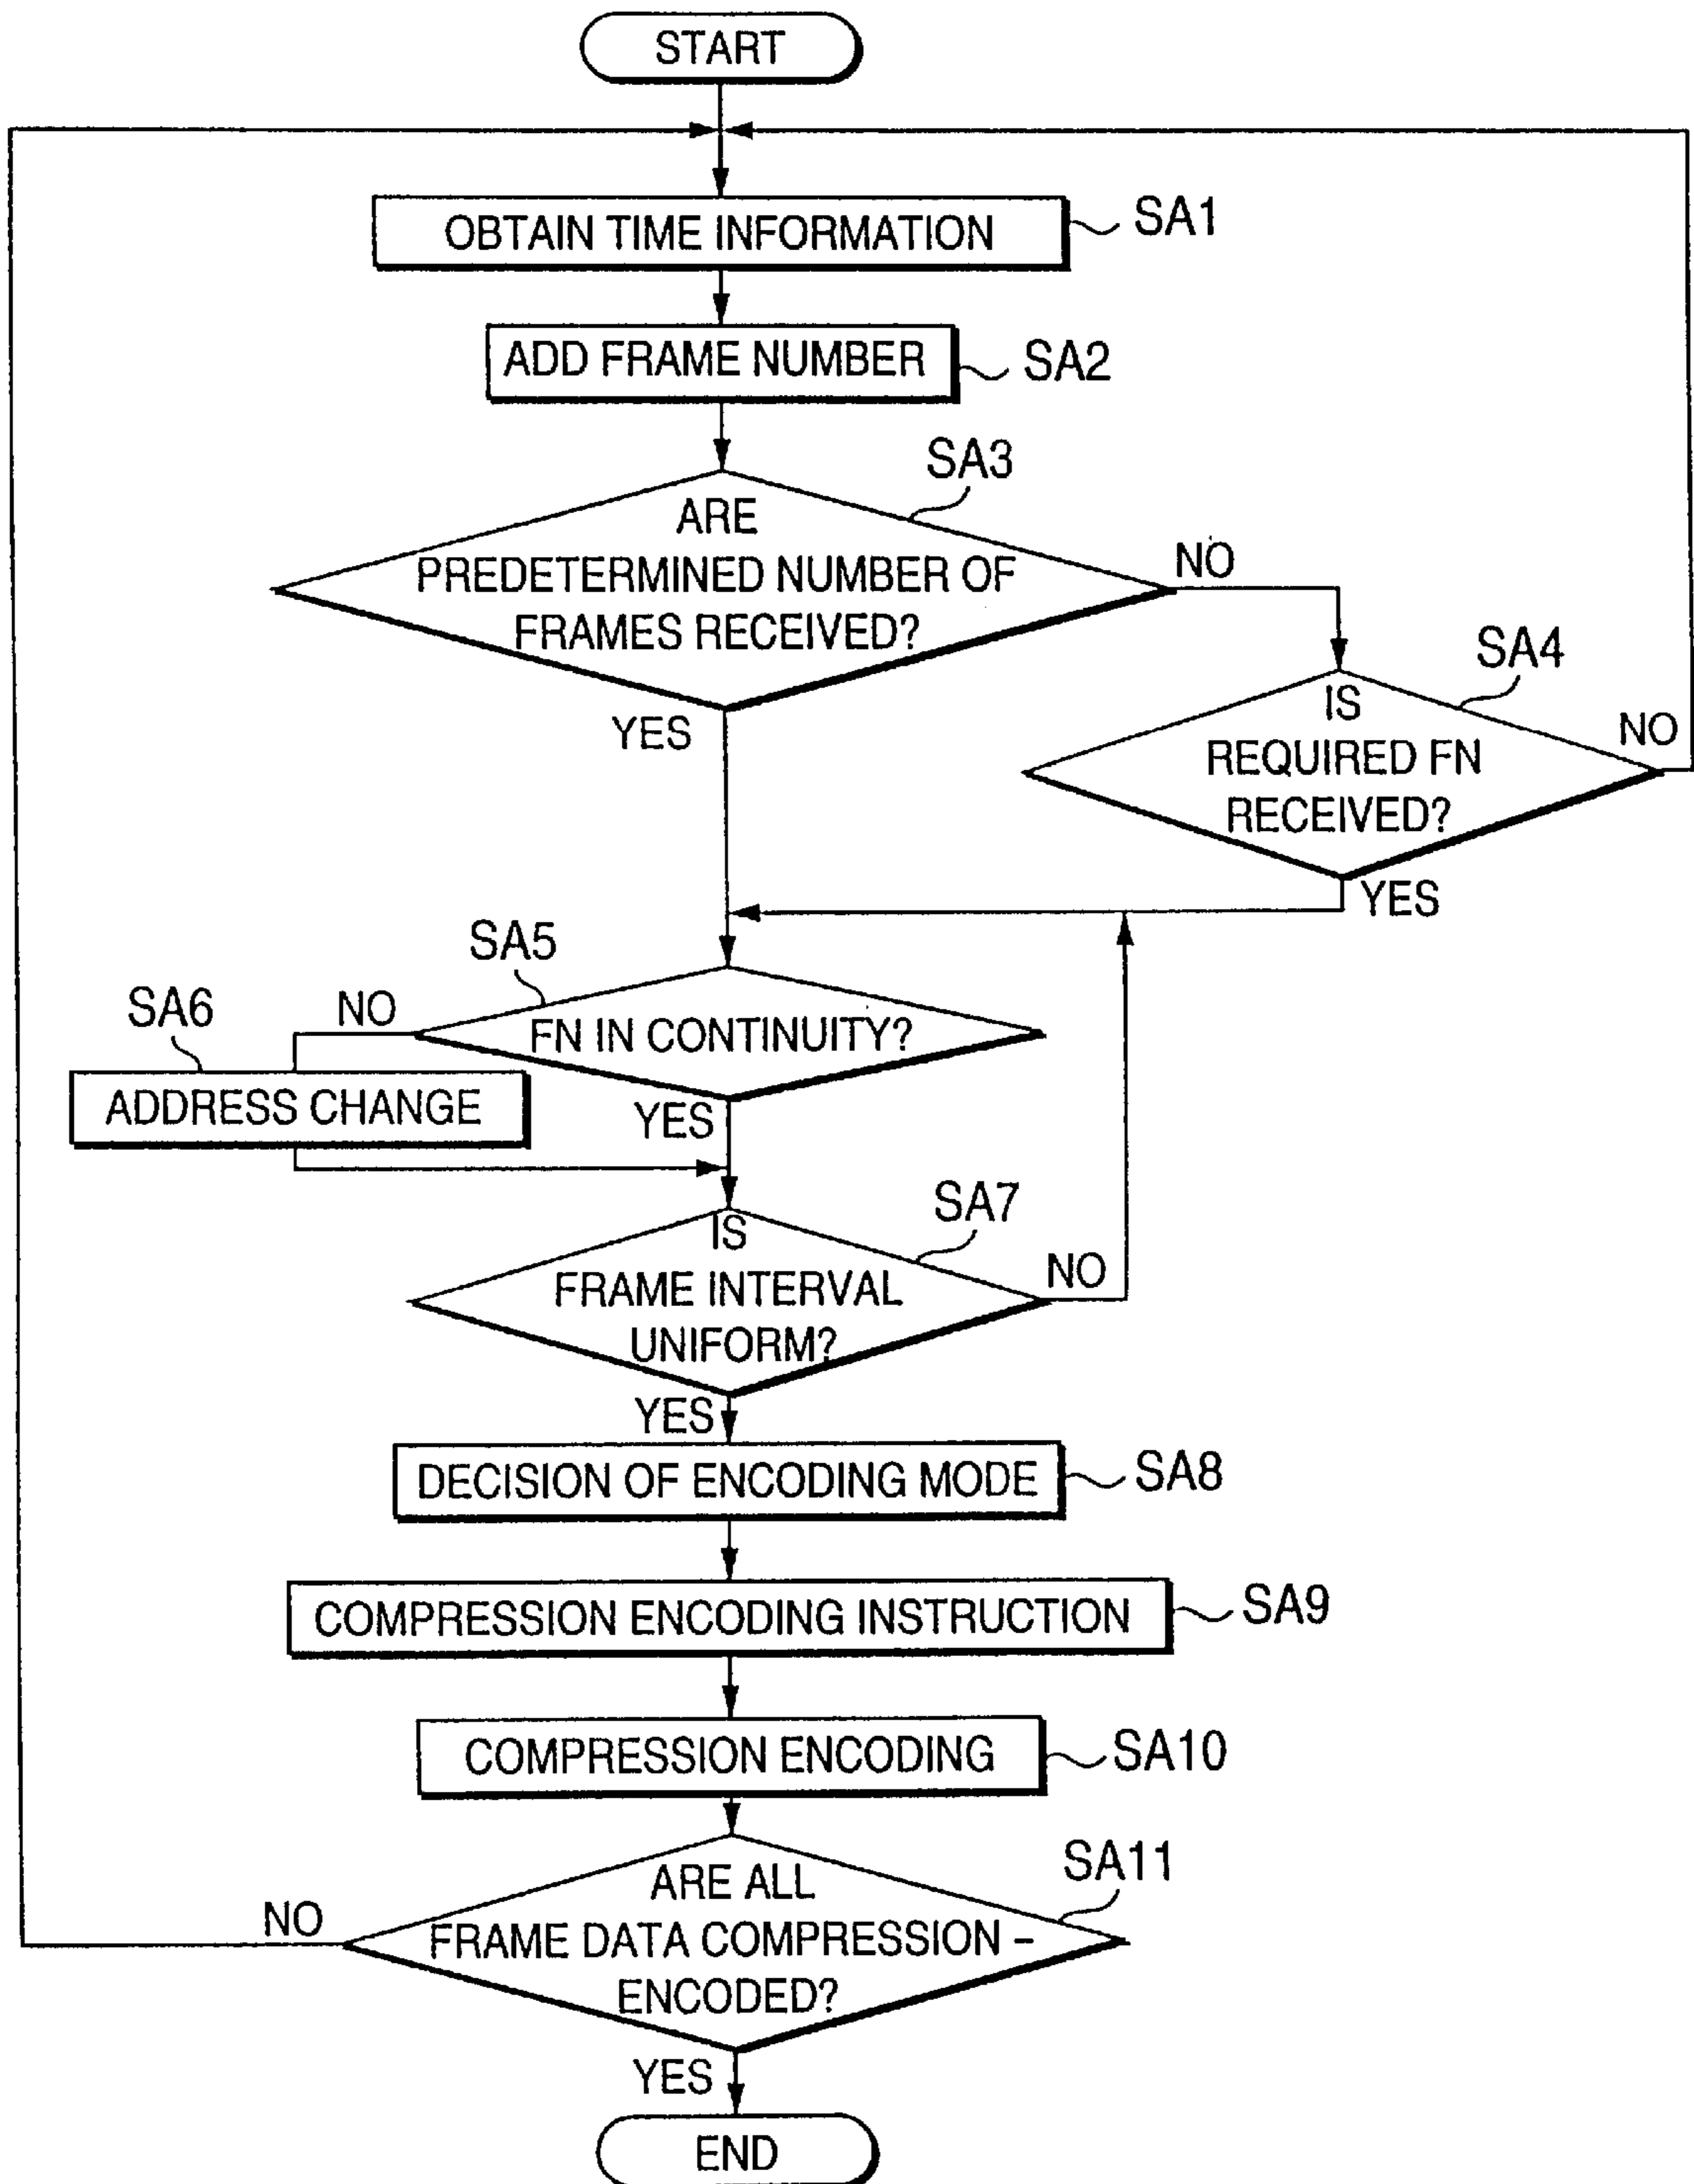 START
OBTAIN TIME INFORMATION
SA1
ADD FRAME NUMBER
SA2
SA3
ARE
PREDETERMINED NUMBER OF
FRAMES RECEIVED?
NO
YES
SA4
IS
REQUIRED FN
RECEIVED?
NO
YES
SA5
FN IN CONTINUITY?
NO
SA6
ADDRESS CHANGE
YES
SA7
IS
FRAME INTERVAL
UNIFORM?
NO
YES
DECISION OF ENCODING MODE
SA8
COMPRESSION ENCODING INSTRUCTION
SA9
COMPRESSION ENCODING
SA10
SA11
ARE ALL
FRAME DATA COMPRESSION –
ENCODED?
NO
YES
END